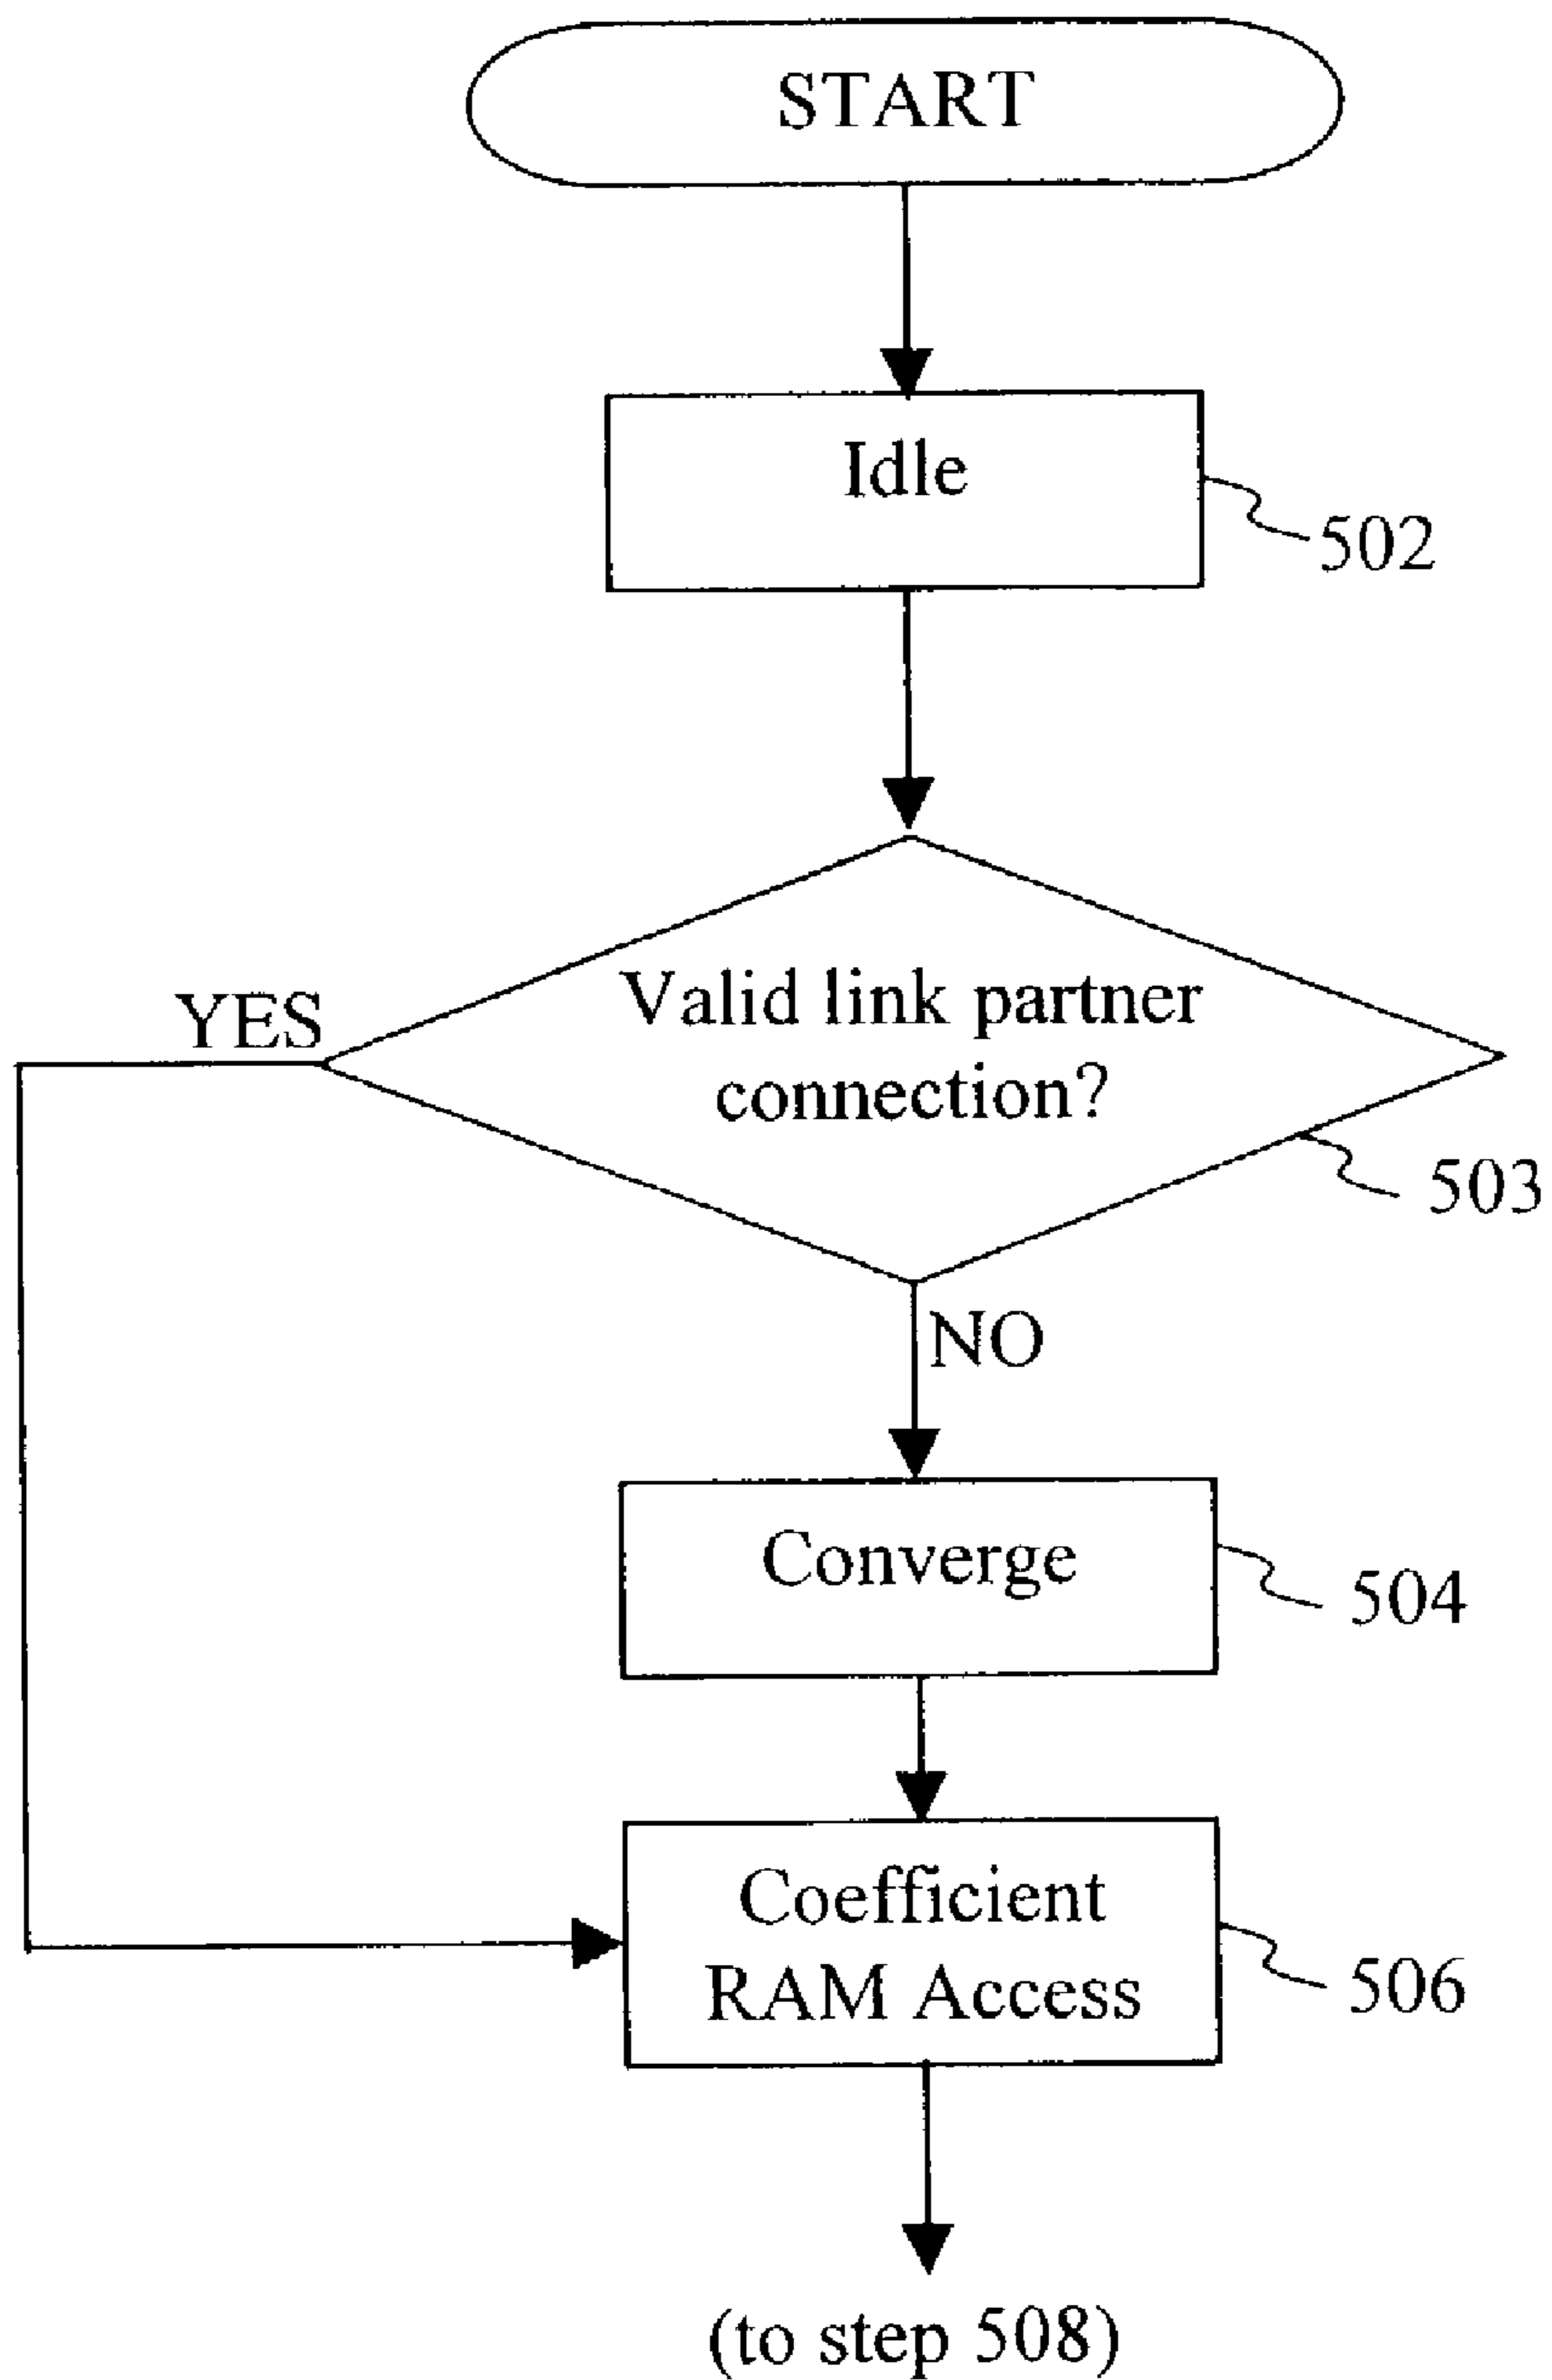 START
Idle
502
Valid link partner
connection?
YES
503
NO
Converge
504
Coefficient
RAM Access
506
(to step 508)